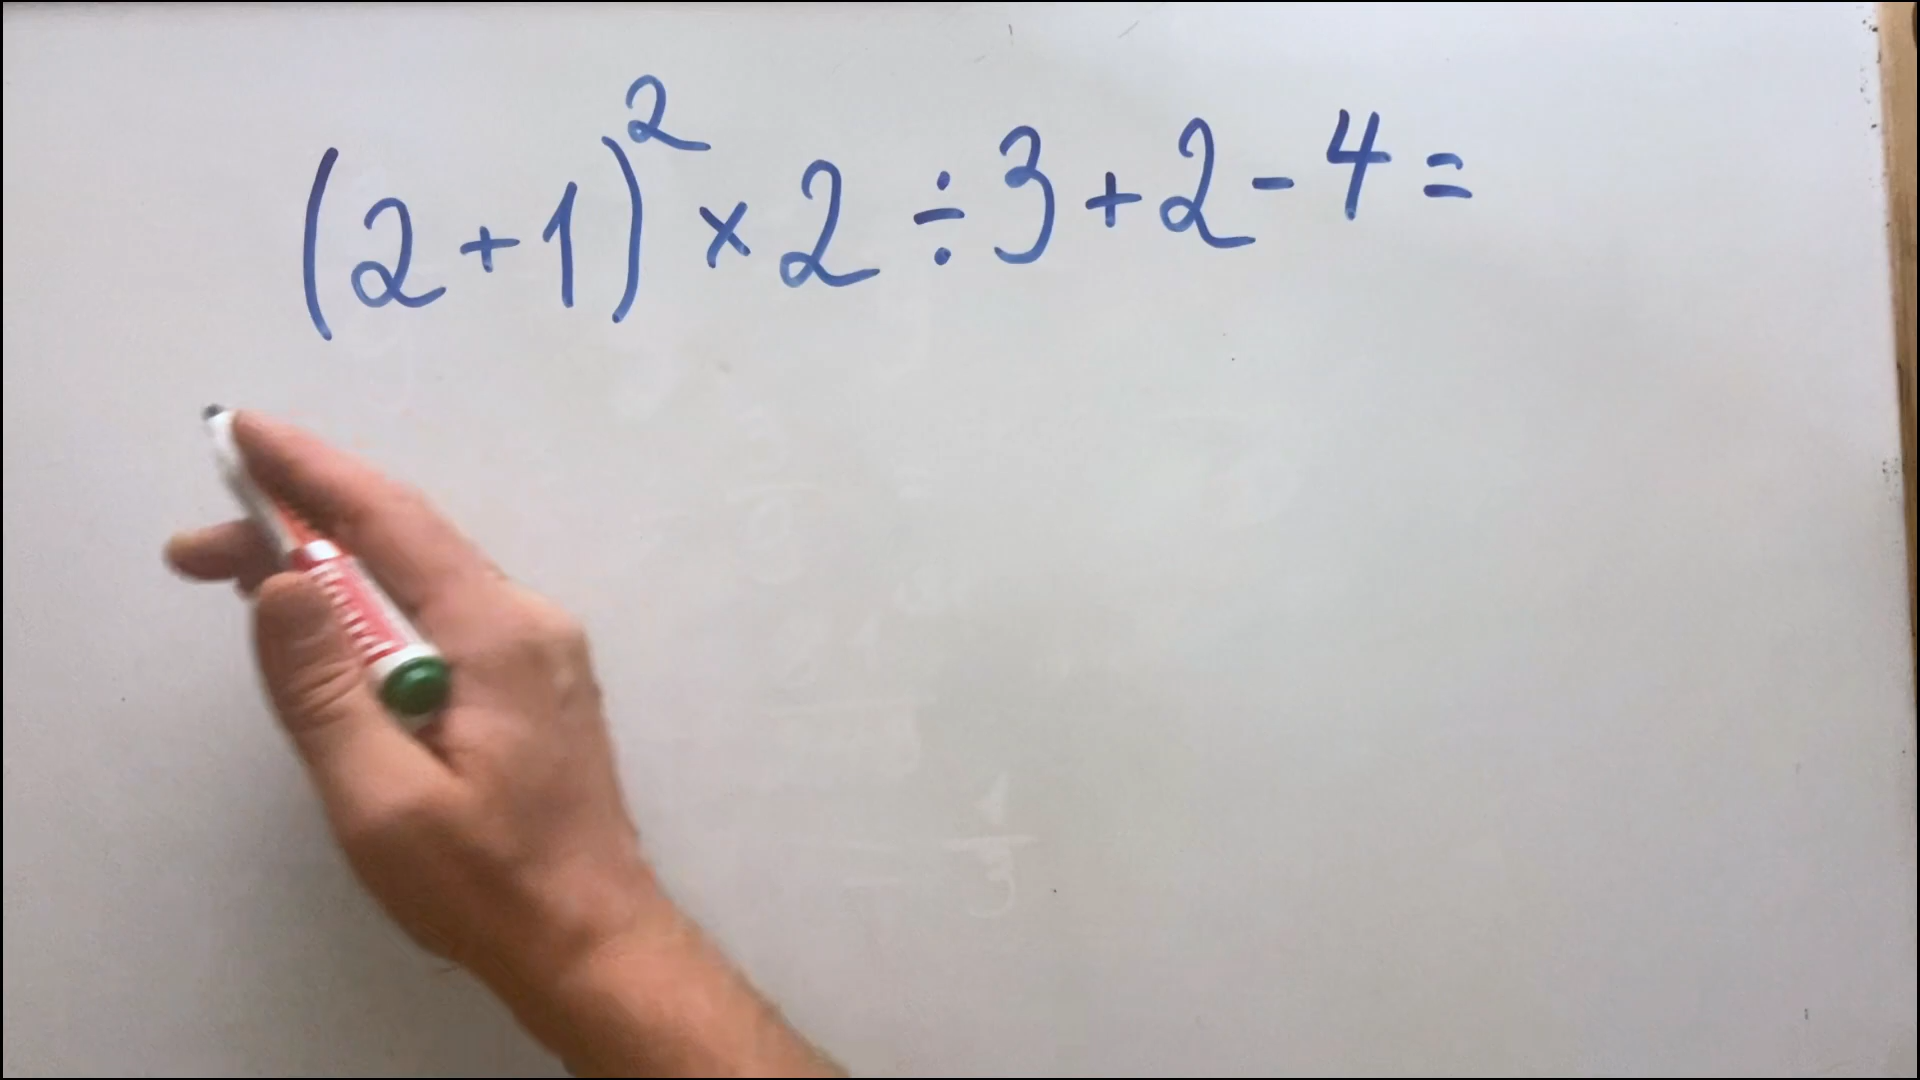 (2+1)² × 2 ÷ 3 + 2 - 4 =